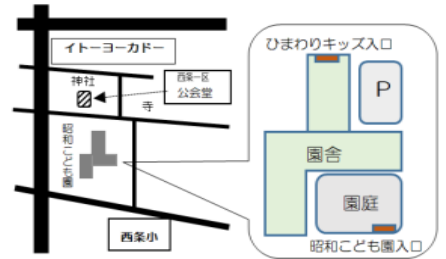 イトーヨーカドー
神社
西条一区
公会堂
寺
昭和こども園
西条小
ひまわりキッズ入口
P
園舎
園庭
昭和こども園入口